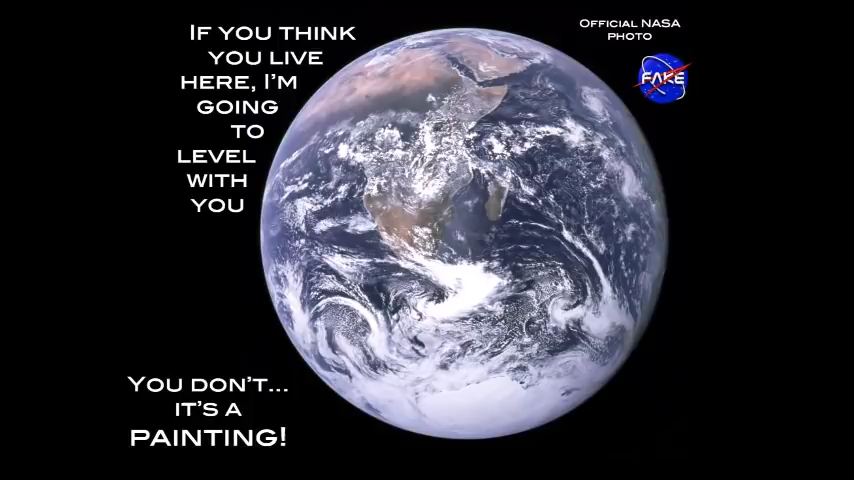 If you think
you live
here, I'm
going
to
level
with
you
Official NASA
photo
FAKE
You don't...
it's a
painting!